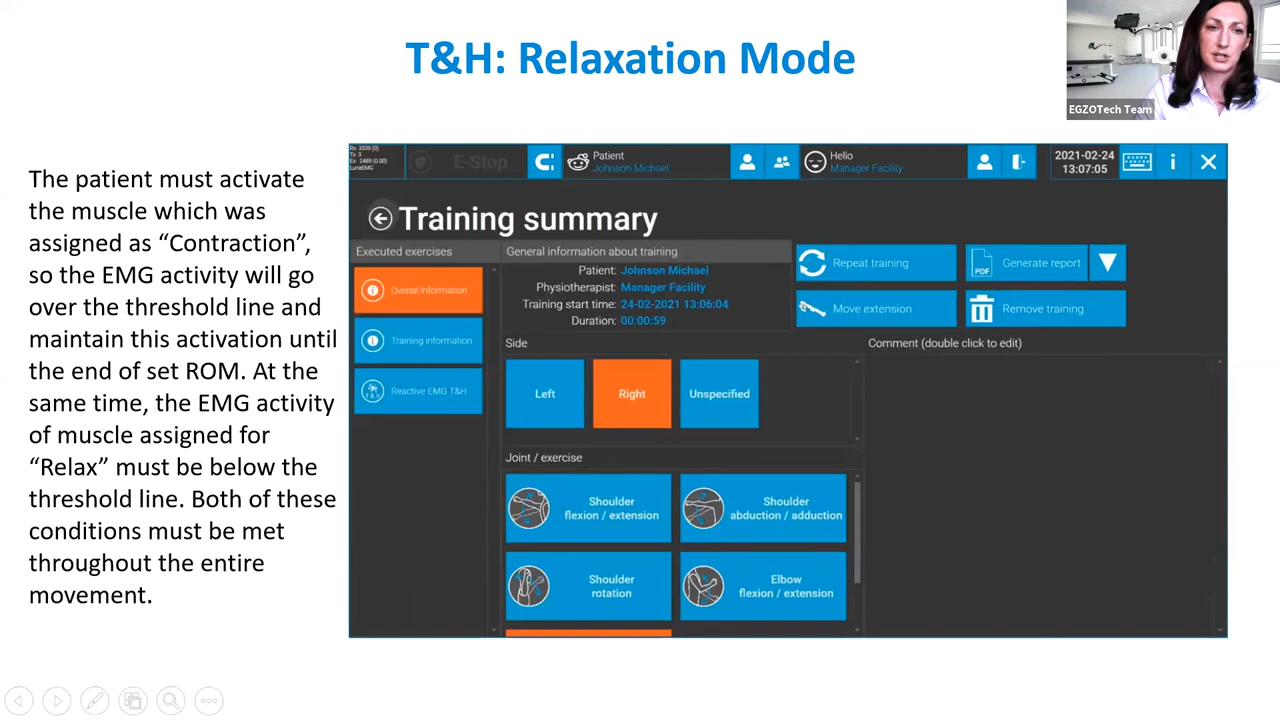 T&H: Relaxation Mode
EGZOTech Team
The patient must activate
the muscle which was
assigned as “Contraction”,
so the EMG activity will go
over the threshold line and
maintain this activation until
the end of set ROM. At the
same time, the EMG activity
of muscle assigned for
“Relax” must be below the
threshold line. Both of these
conditions must be met
throughout the entire
movement.
E-Stop
Patient
Johnson Michael
Hello
Manager Facility
2021-02-24
13:07:05
Training summary
Executed exercises
Overall information
Training information
Reactive EMG T&H
General information about training
Patient: Johnson Michael
Physiotherapist: Manager Facility
Training start time: 24-02-2021 13:06:04
Duration: 00:00:59
Repeat training
PDF
Generate report
Move extension
Remove training
Side
Left
Right
Unspecified
Comment (double click to edit)
Joint / exercise
Shoulder
flexion / extension
Shoulder
abduction / adduction
Shoulder
rotation
Elbow
flexion / extension